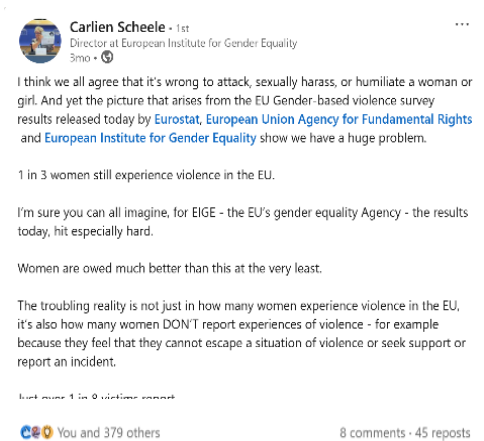 Carlien Scheele • 1st
...
Director at European Institute for Gender Equality
3mo •
I think we all agree that it's wrong to attack, sexually harass, or humiliate a woman or
girl. And yet the picture that arises from the EU Gender-based violence survey
results released today by Eurostat, European Union Agency for Fundamental Rights
and European Institute for Gender Equality show we have a huge problem.
1 in 3 women still experience violence in the EU.
I'm sure you can all imagine, for EIGE - the EU's gender equality Agency - the results
today, hit especially hard.
Women are owed much better than this at the very least.
The troubling reality is not just in how many women experience violence in the EU,
it's also how many women DON'T report experiences of violence - for example
because they feel that they cannot escape a situation of violence or seek support or
report an incident.
Just over 1 in 8 victims report
You and 379 others
8 comments • 45 reposts